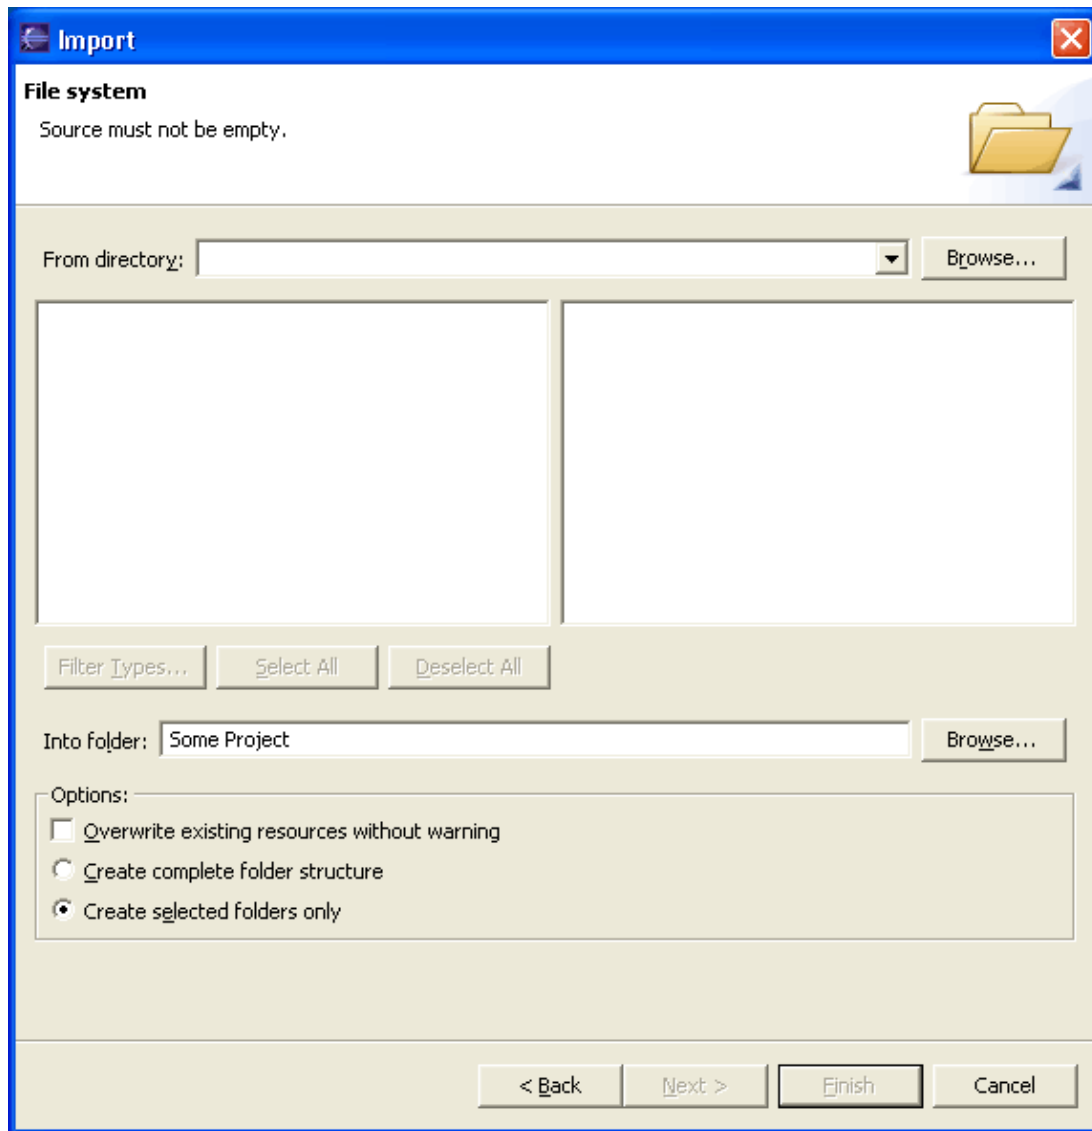 Import
File system
Source must not be empty.
From directory:
Browse...
Filter Types...
Select All
Deselect All
Into folder:
Some Project
Browse...
Options:
Overwrite existing resources without warning
Create complete folder structure
Create selected folders only
< Back
Next >
Finish
Cancel